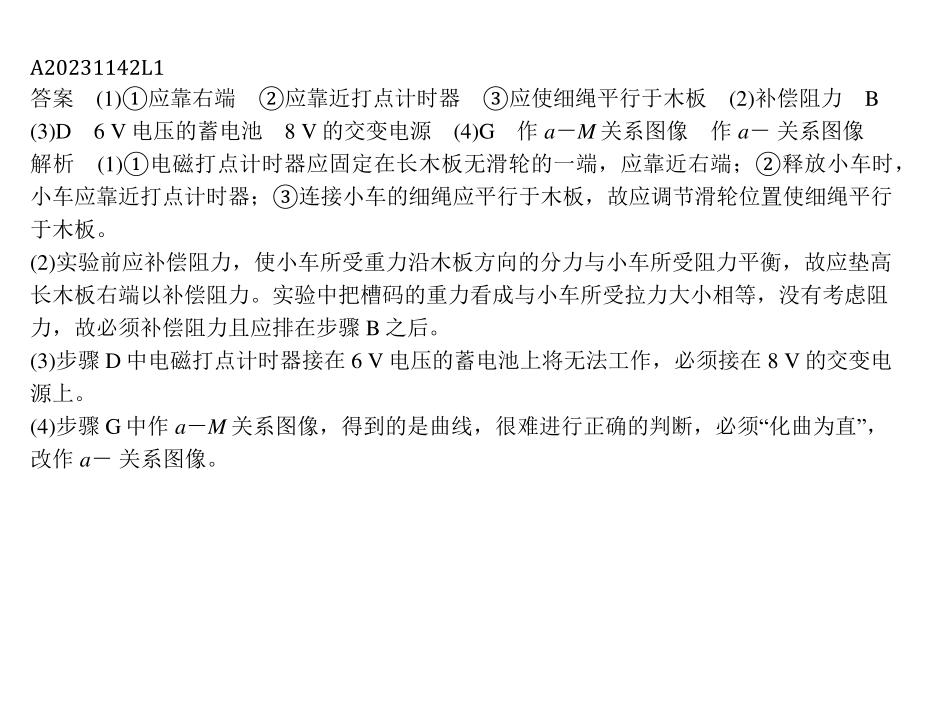 A20231142L1
答案　(1)①应靠右端　②应靠近打点计时器　③应使细绳平行于木板　(2)补偿阻力　B
(3)D　6 V 电压的蓄电池　8 V 的交变电源　(4)G　作 a－M 关系图像　作 a－ 关系图像
解析　(1)①电磁打点计时器应固定在长木板无滑轮的一端，应靠近右端；②释放小车时，
小车应靠近打点计时器；③连接小车的细绳应平行于木板，故应调节滑轮位置使细绳平行
于木板。
(2)实验前应补偿阻力，使小车所受重力沿木板方向的分力与小车所受阻力平衡，故应垫高
长木板右端以补偿阻力。实验中把槽码的重力看成与小车所受拉力大小相等，没有考虑阻
力，故必须补偿阻力且应排在步骤 B 之后。
(3)步骤 D 中电磁打点计时器接在 6 V 电压的蓄电池上将无法工作，必须接在 8 V 的交变电
源上。
(4)步骤 G 中作 a－M 关系图像，得到的是曲线，很难进行正确的判断，必须“化曲为直”，
改作 a－ 关系图像。